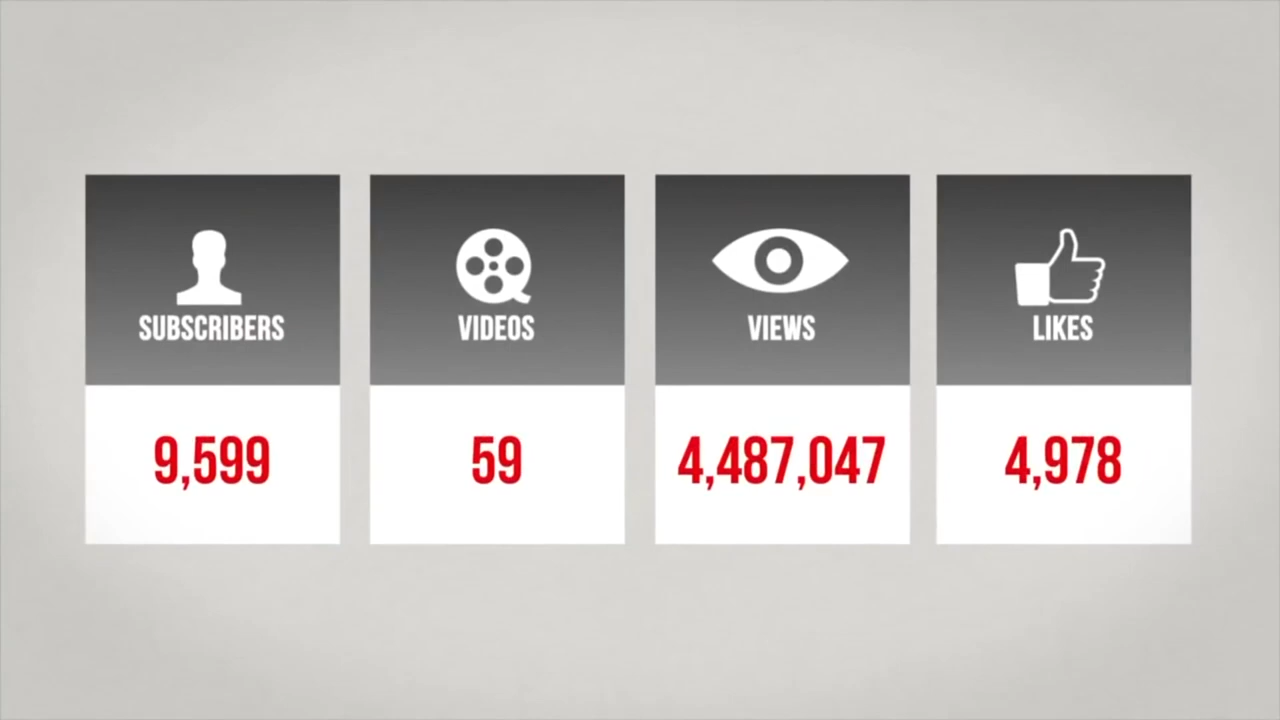 SUBSCRIBERS
9,599
VIDEOS
59
VIEWS
4,487,047
LIKES
4,978